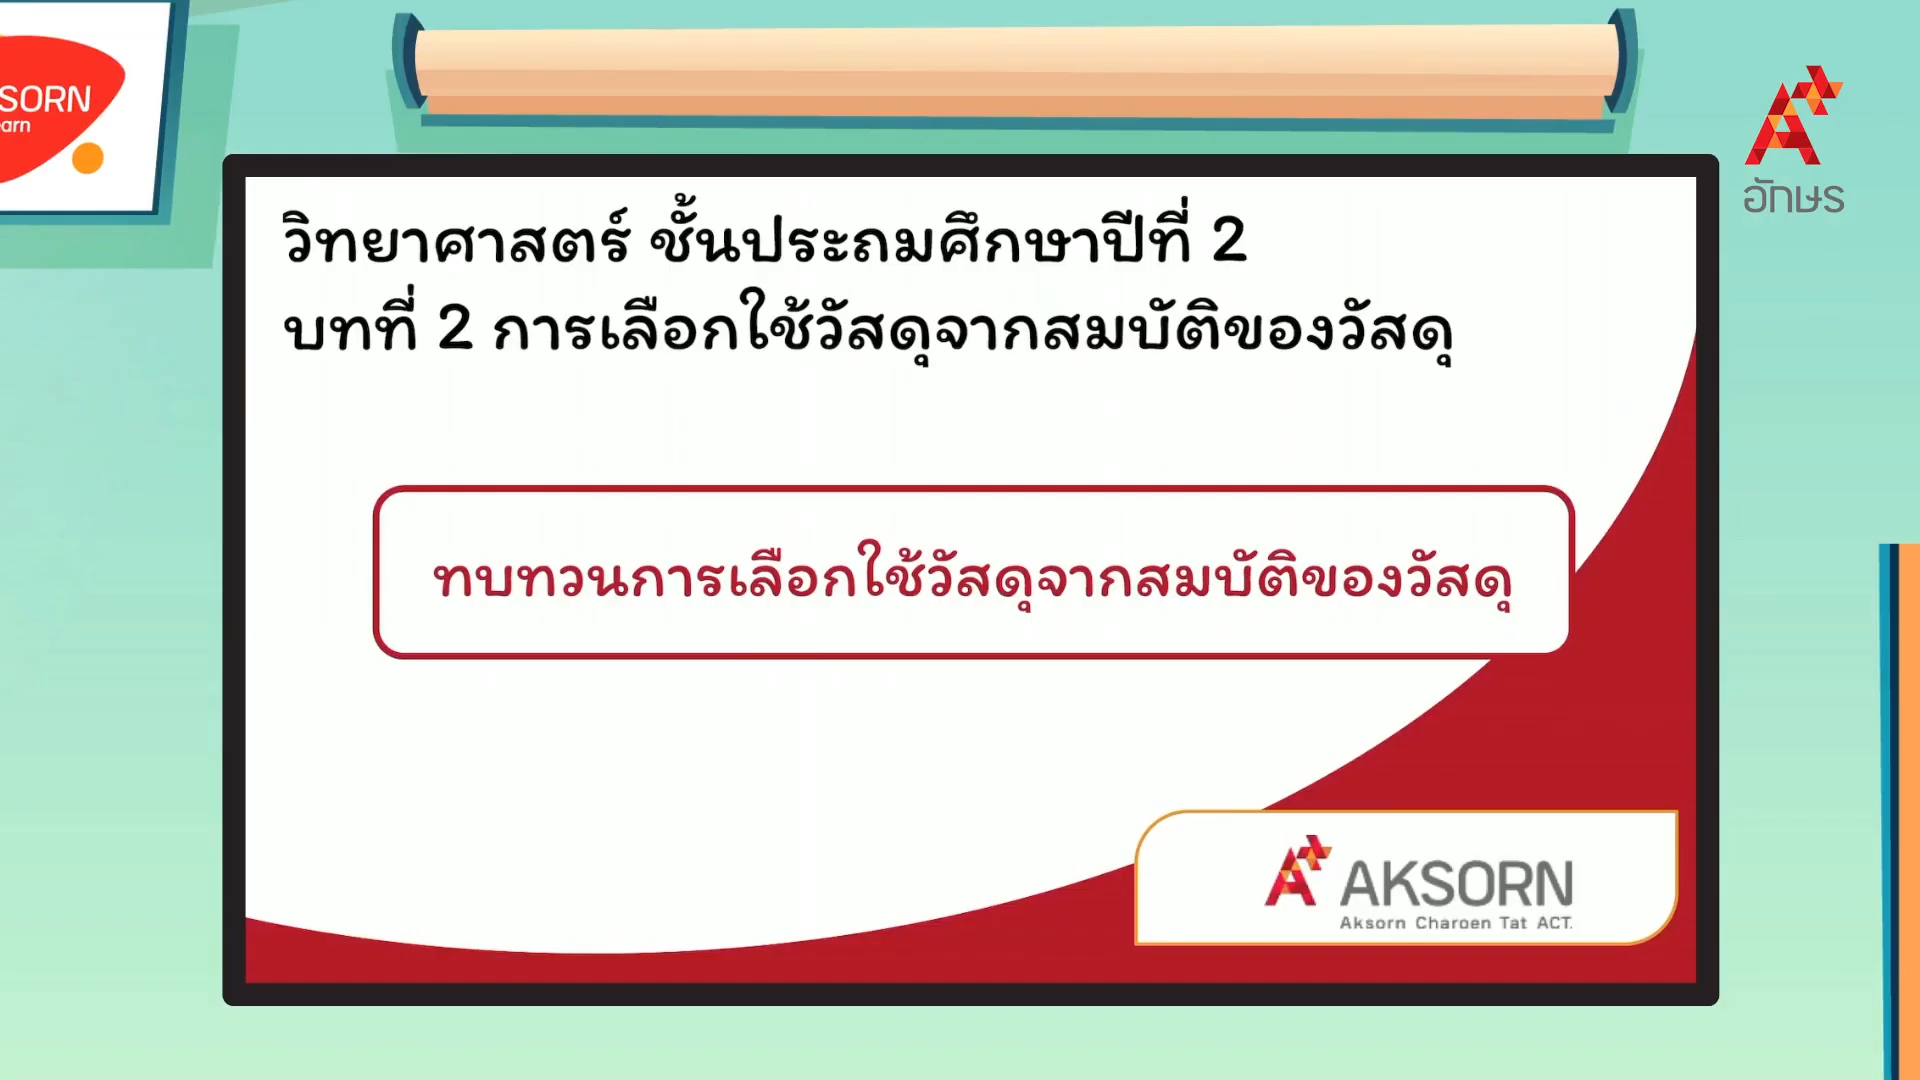 SORN
earn
อักษร
วิทยาศาสตร์ ชั้นประถมศึกษาปีที่ 2
บทที่ 2 การเลือกใช้วัสดุจากสมบัติของวัสดุ
ทบทวนการเลือกใช้วัสดุจากสมบัติของวัสดุ
AKSORN
Aksorn Charoen Tat ACT.